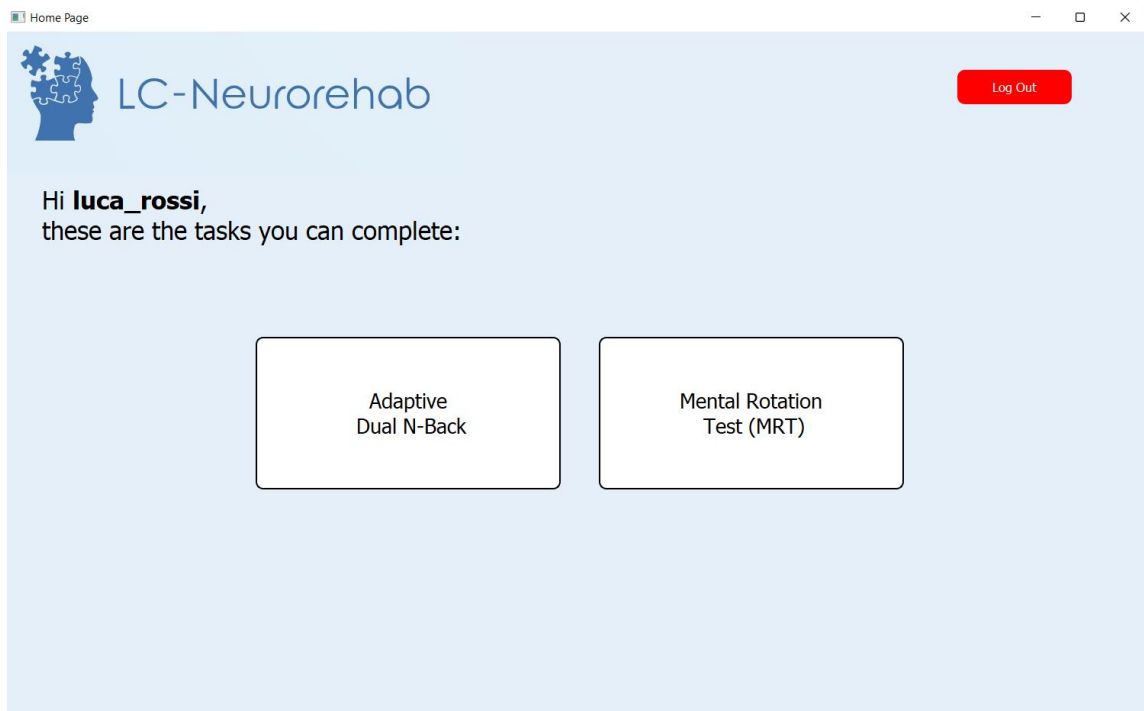 Home Page
LC-Neurorehab
Log Out
Hi luca_rossi,
these are the tasks you can complete:
Adaptive
Dual N-Back
Mental Rotation
Test (MRT)